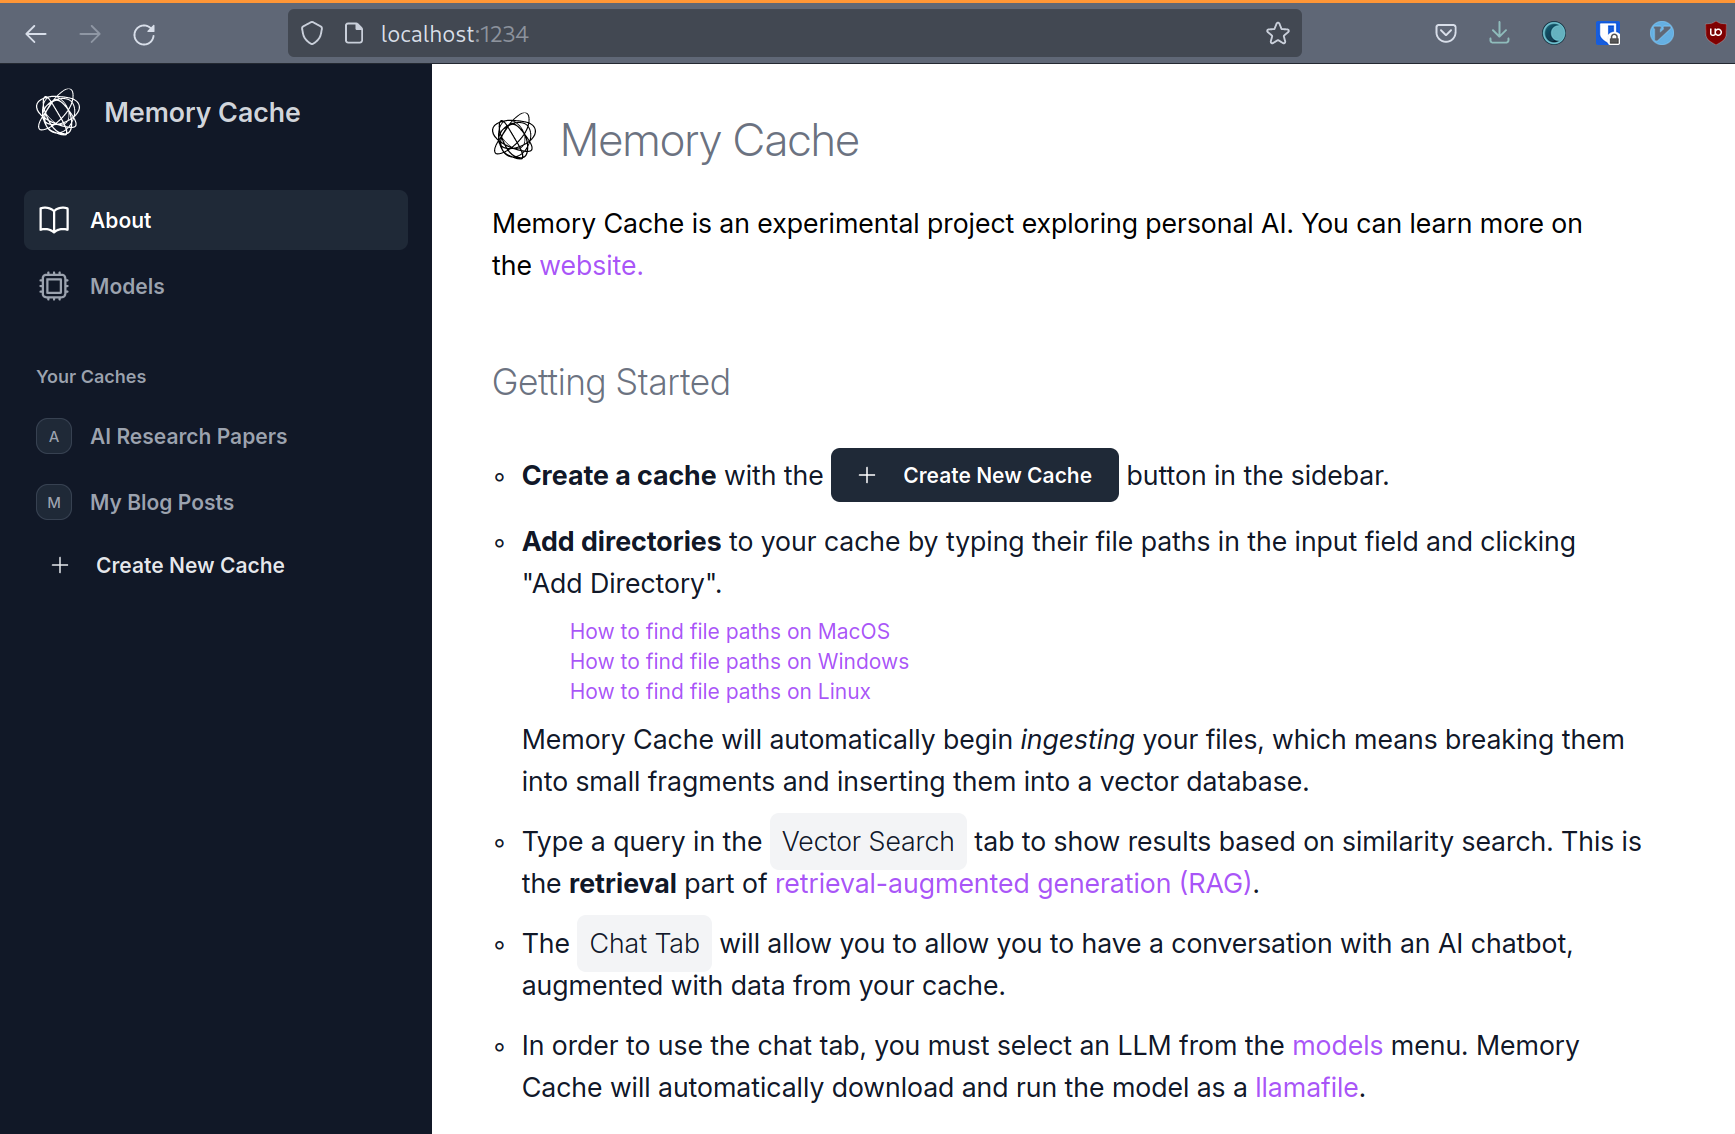 localhost:1234
Memory Cache
About
Models
Your Caches
A AI Research Papers
M My Blog Posts
+ Create New Cache
Memory Cache
Memory Cache is an experimental project exploring personal AI. You can learn more on
the website.
Getting Started
Create a cache with the + Create New Cache button in the sidebar.
Add directories to your cache by typing their file paths in the input field and clicking
"Add Directory".
How to find file paths on MacOS
How to find file paths on Windows
How to find file paths on Linux
Memory Cache will automatically begin ingesting your files, which means breaking them
into small fragments and inserting them into a vector database.
Type a query in the Vector Search tab to show results based on similarity search. This is
the retrieval part of retrieval-augmented generation (RAG).
The Chat Tab will allow you to allow you to have a conversation with an AI chatbot,
augmented with data from your cache.
In order to use the chat tab, you must select an LLM from the models menu. Memory
Cache will automatically download and run the model as a llamafile.